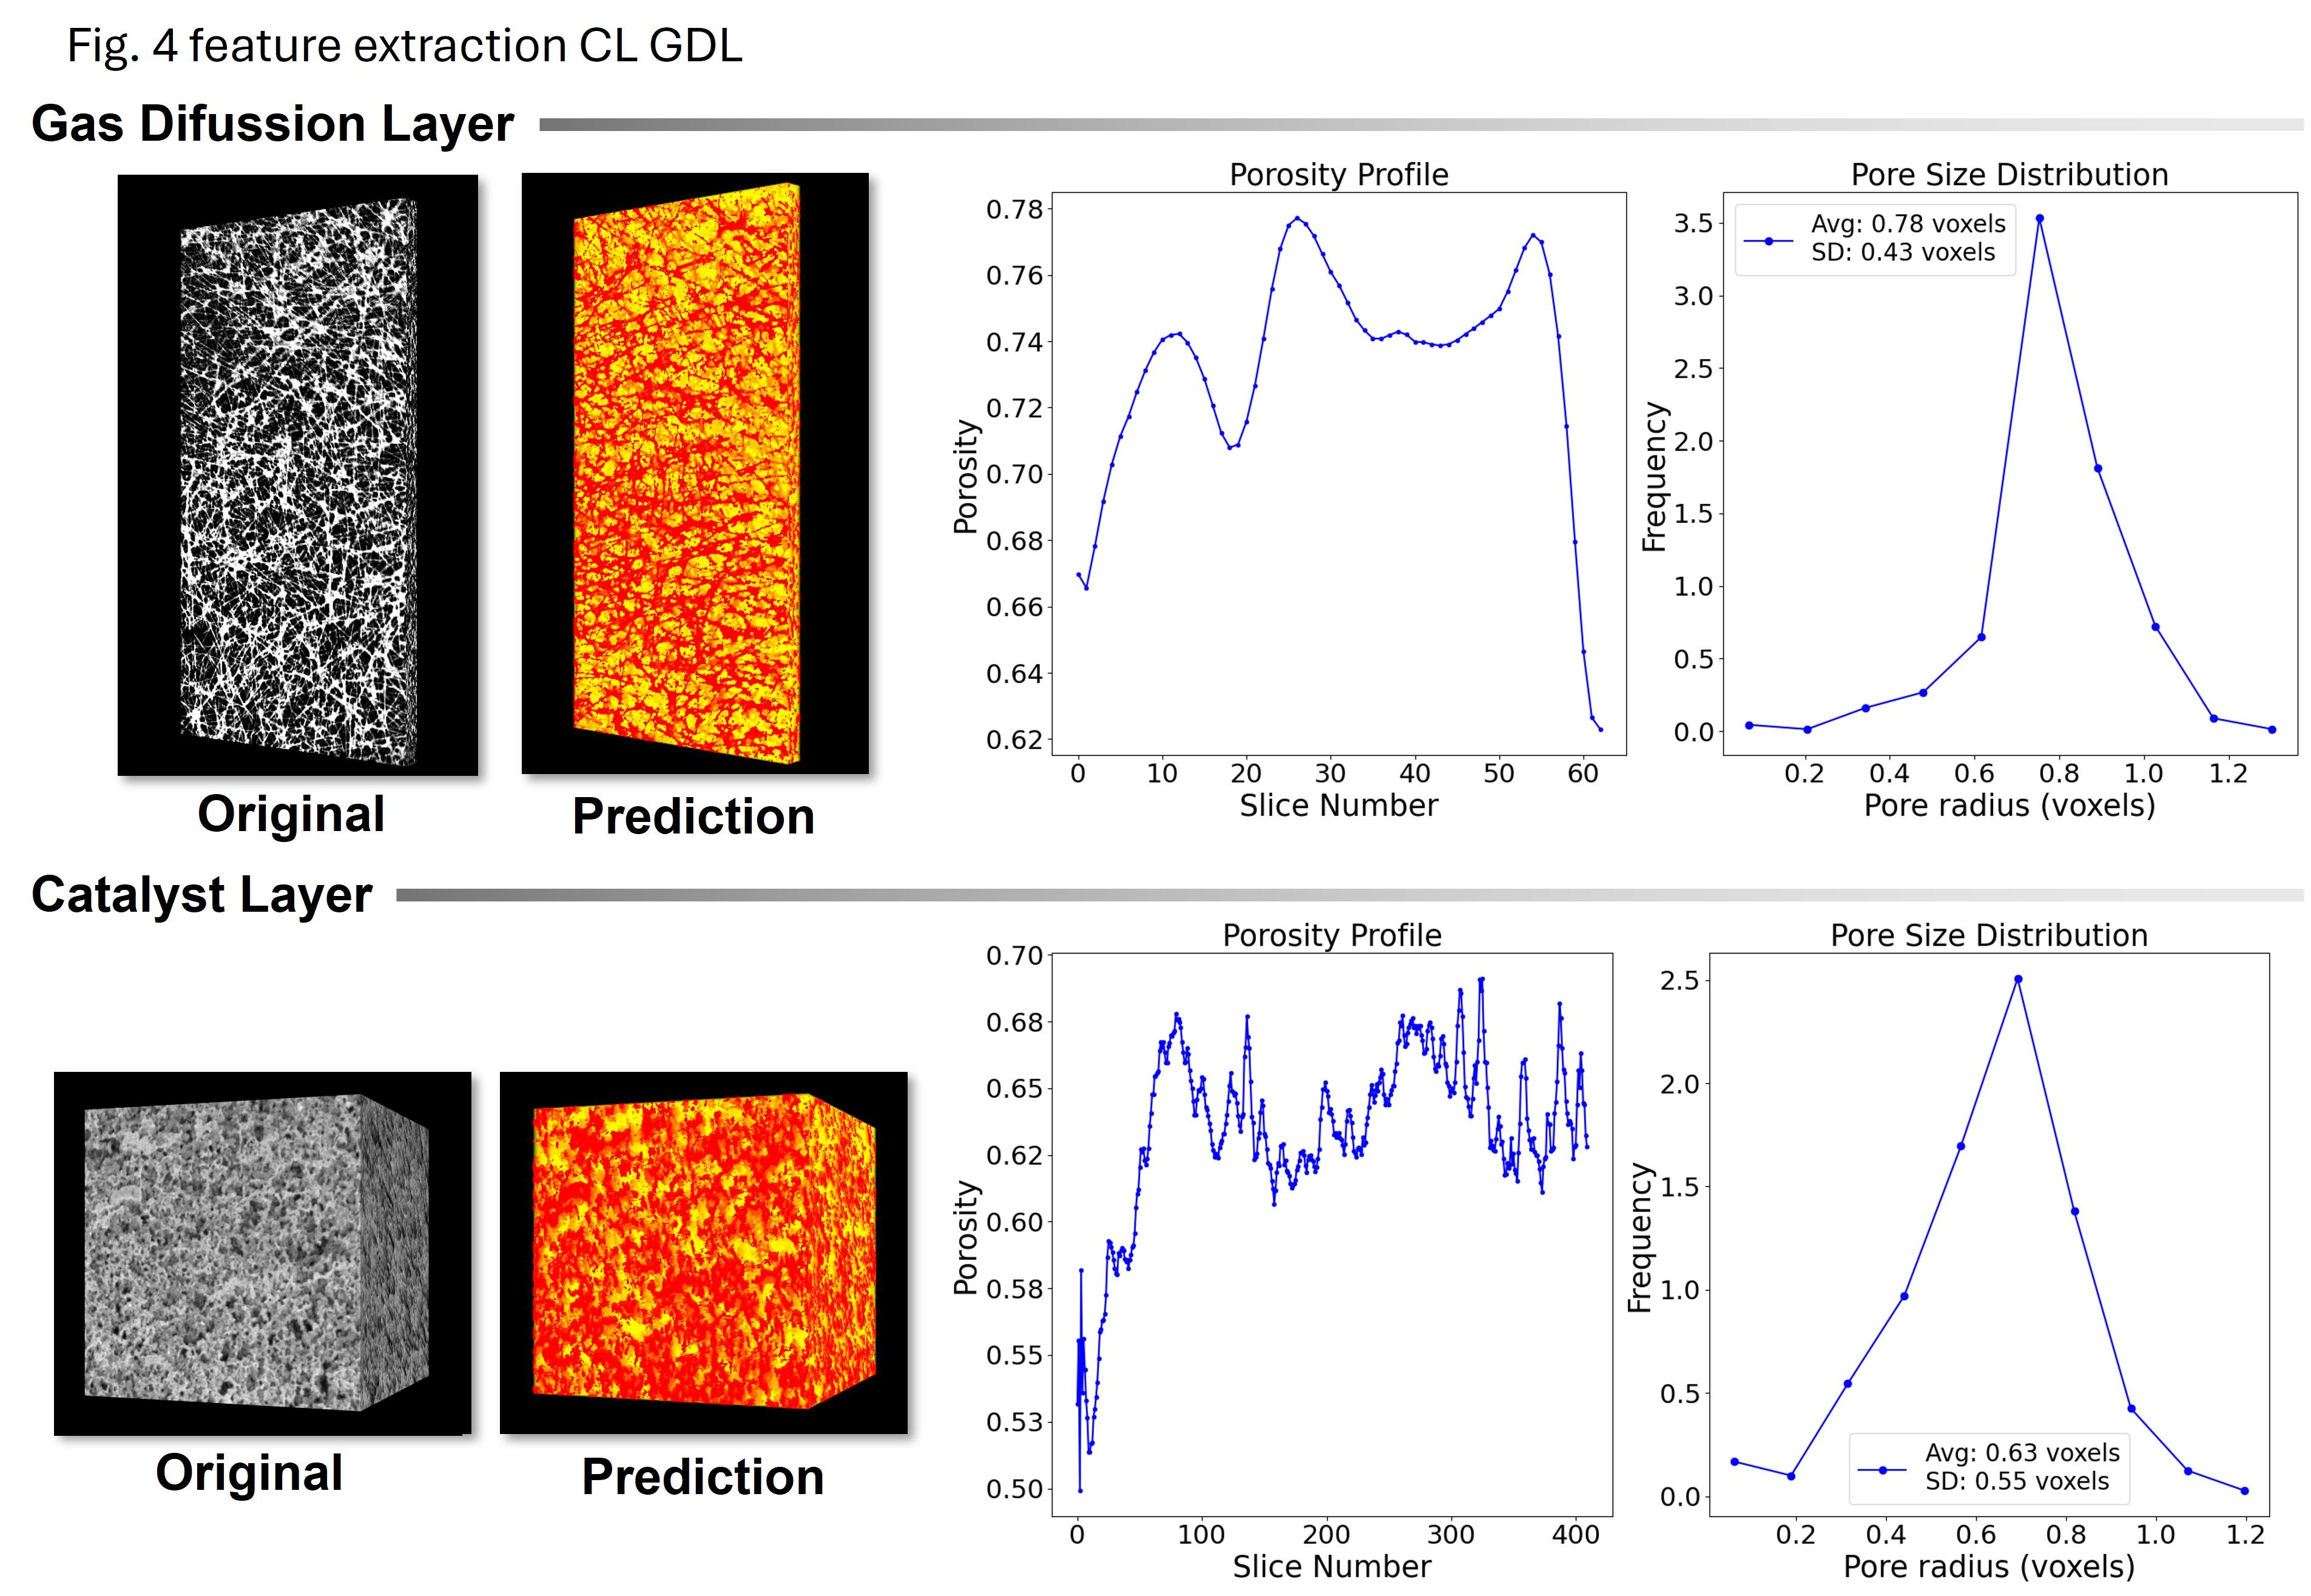 Fig. 4 feature extraction CL GDL
Gas Difussion Layer
Original
Prediction
Porosity Profile
Porosity
0.78
0.76
0.74
0.72
0.70
0.68
0.66
0.64
0.62
0 10 20 30 40 50 60
Slice Number
Pore Size Distribution
Avg: 0.78 voxels
SD: 0.43 voxels
Frequency
3.5
3.0
2.5
2.0
1.5
1.0
0.5
0.0
0.2 0.4 0.6 0.8 1.0 1.2
Pore radius (voxels)
Catalyst Layer
Original
Prediction
Porosity Profile
Porosity
0.70
0.68
0.65
0.62
0.60
0.58
0.55
0.53
0.50
0 100 200 300 400
Slice Number
Pore Size Distribution
Frequency
2.5
2.0
1.5
1.0
0.5
0.0
Avg: 0.63 voxels
SD: 0.55 voxels
0.2 0.4 0.6 0.8 1.0 1.2
Pore radius (voxels)